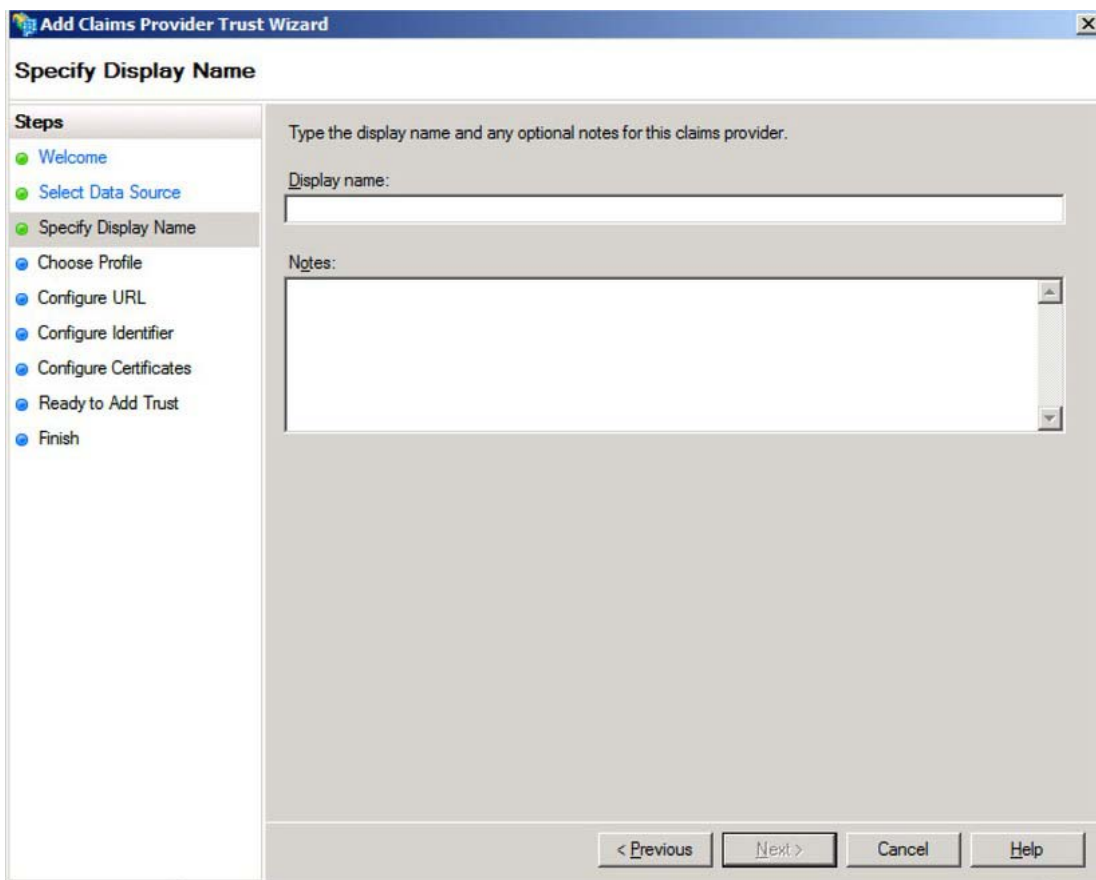 Add Claims Provider Trust Wizard
Specify Display Name
Steps
Welcome
Select Data Source
Specify Display Name
Choose Profile
Configure URL
Configure Identifier
Configure Certificates
Ready to Add Trust
Finish
Type the display name and any optional notes for this claims provider.
Display name:
Notes:
< Previous
Next >
Cancel
Help